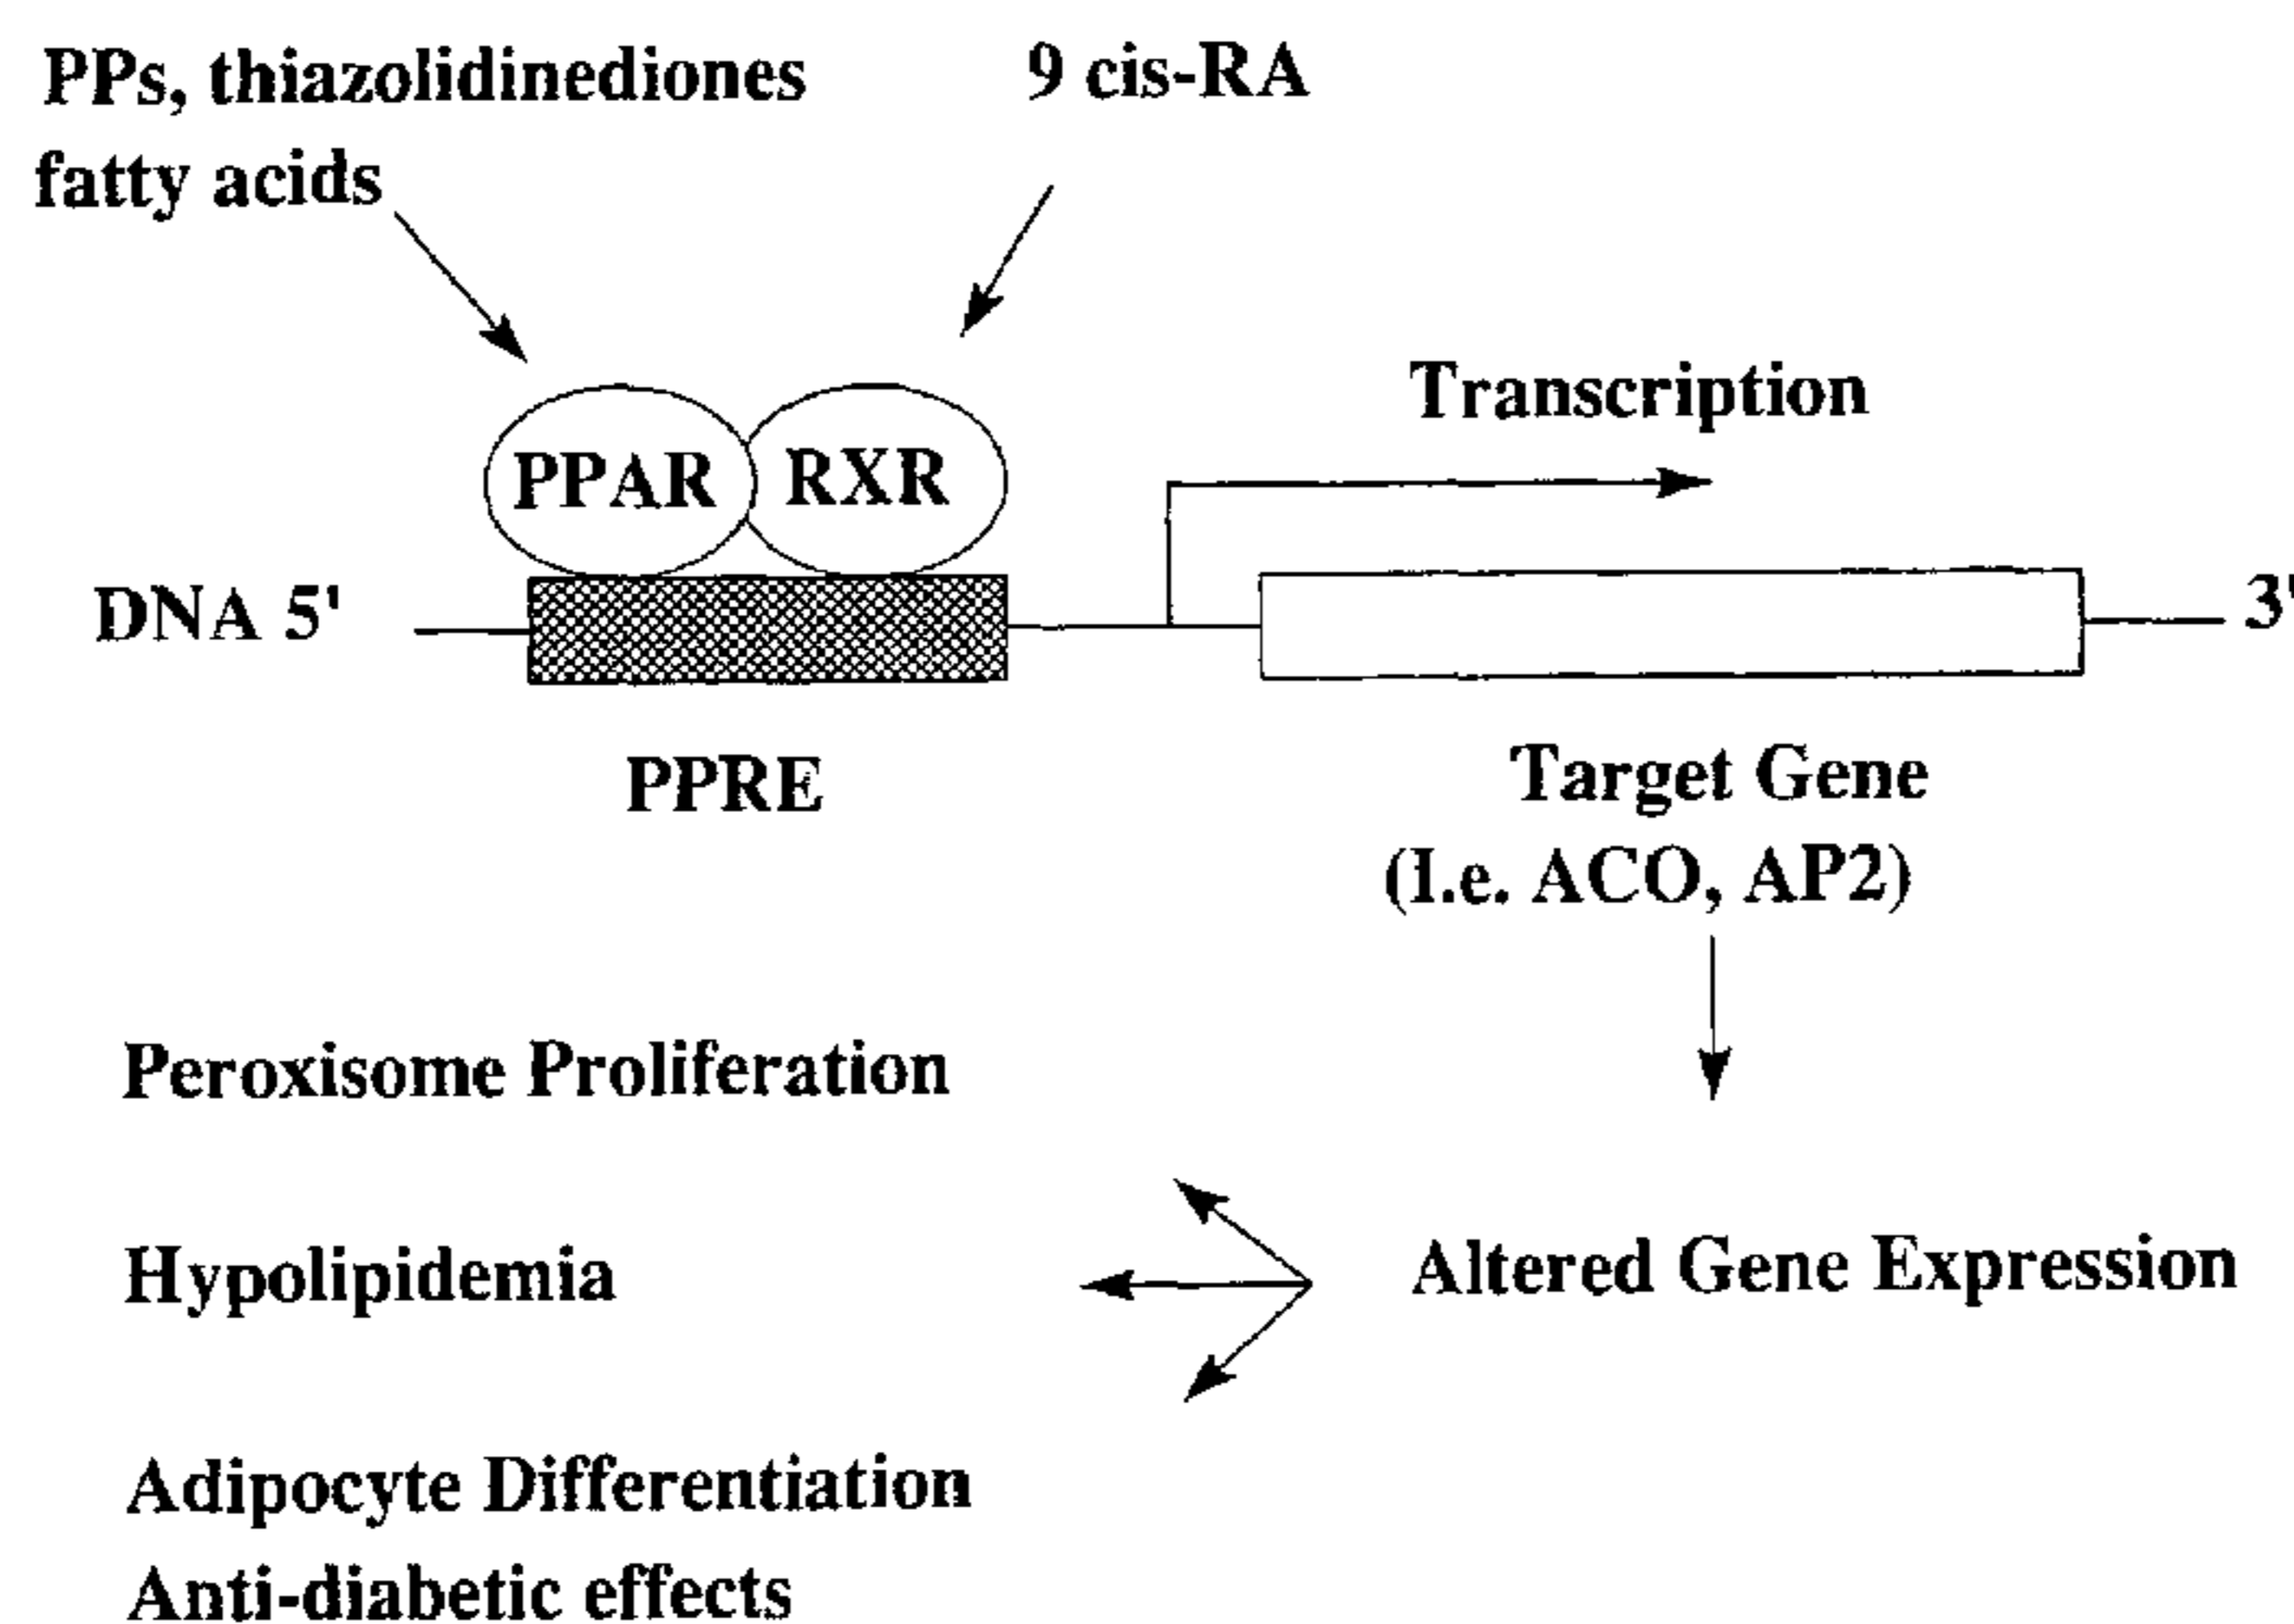 PPs, thiazolidinediones
fatty acids
9 cis-RA
PPAR
RXR
Transcription
DNA 5'
3'
PPRE
Target Gene
(I.e. ACO, AP2)
Peroxisome Proliferation
Hypolipidemia
Altered Gene Expression
Adipocyte Differentiation
Anti-diabetic effects